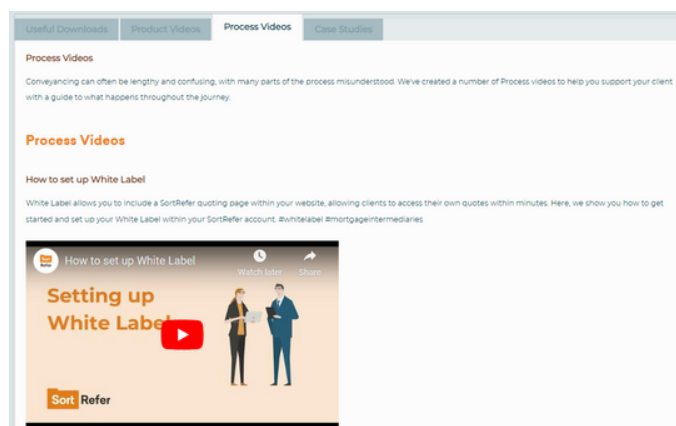 Useful Downloads Product Videos Process Videos Case Studies
Process Videos
Conveyancing can often be lengthy and confusing, with many parts of the process misunderstood. We've created a number of Process videos to help you support your client
with a guide to what happens throughout the journey.
Process Videos
How to set up White Label
White Label allows you to include a SortRefer quoting page within your website, allowing clients to access their own quotes within minutes. Here, we show you how to get
started and set up your White Label within your SortRefer account. #whitelabel #mortgageintermediaries
Sort Refer How to set up White Label Watch later Share
Setting up
White Label
Sort Refer